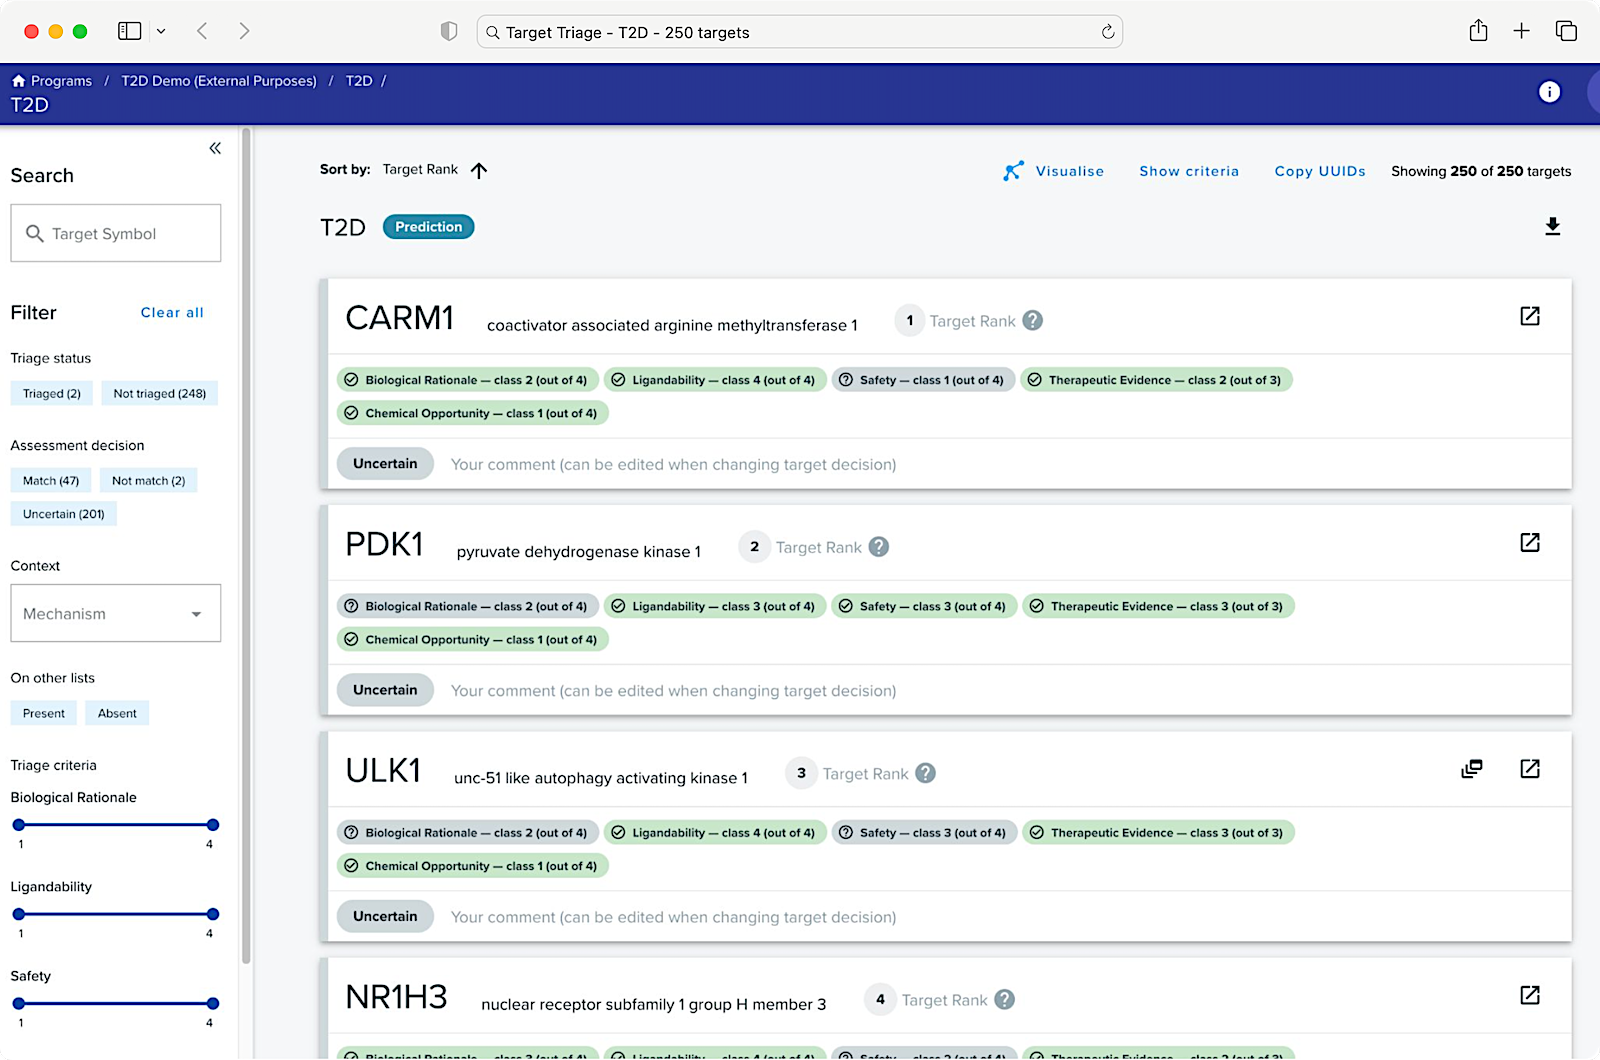 Target Triage - T2D - 250 targets
Programs / T2D Demo (External Purposes) / T2D /
T2D
Search
Target Symbol
Filter
Clear all
Triage status
Triaged (2)
Not triaged (248)
Assessment decision
Match (47)
Not match (2)
Uncertain (201)
Context
Mechanism
On other lists
Present
Absent
Triage criteria
Biological Rationale
1 4
Ligandability
1 4
Safety
1 4
Sort by: Target Rank
Visualise
Show criteria
Copy UUIDs
Showing 250 of 250 targets
T2D Prediction
CARM1 coactivator associated arginine methyltransferase 1 1 Target Rank ?
Biological Rationale — class 2 (out of 4) Ligandability — class 4 (out of 4) ? Safety — class 1 (out of 4) Therapeutic Evidence — class 2 (out of 3)
Chemical Opportunity — class 1 (out of 4)
Uncertain Your comment (can be edited when changing target decision)
PDK1 pyruvate dehydrogenase kinase 1 2 Target Rank ?
? Biological Rationale — class 2 (out of 4) Ligandability — class 3 (out of 4) Safety — class 3 (out of 4) Therapeutic Evidence — class 3 (out of 3)
Chemical Opportunity — class 1 (out of 4)
Uncertain Your comment (can be edited when changing target decision)
ULK1 unc-51 like autophagy activating kinase 1 3 Target Rank ?
? Biological Rationale — class 2 (out of 4) Ligandability — class 4 (out of 4) ? Safety — class 3 (out of 4) Therapeutic Evidence — class 3 (out of 3)
Chemical Opportunity — class 1 (out of 4)
Uncertain Your comment (can be edited when changing target decision)
NR1H3 nuclear receptor subfamily 1 group H member 3 4 Target Rank ?